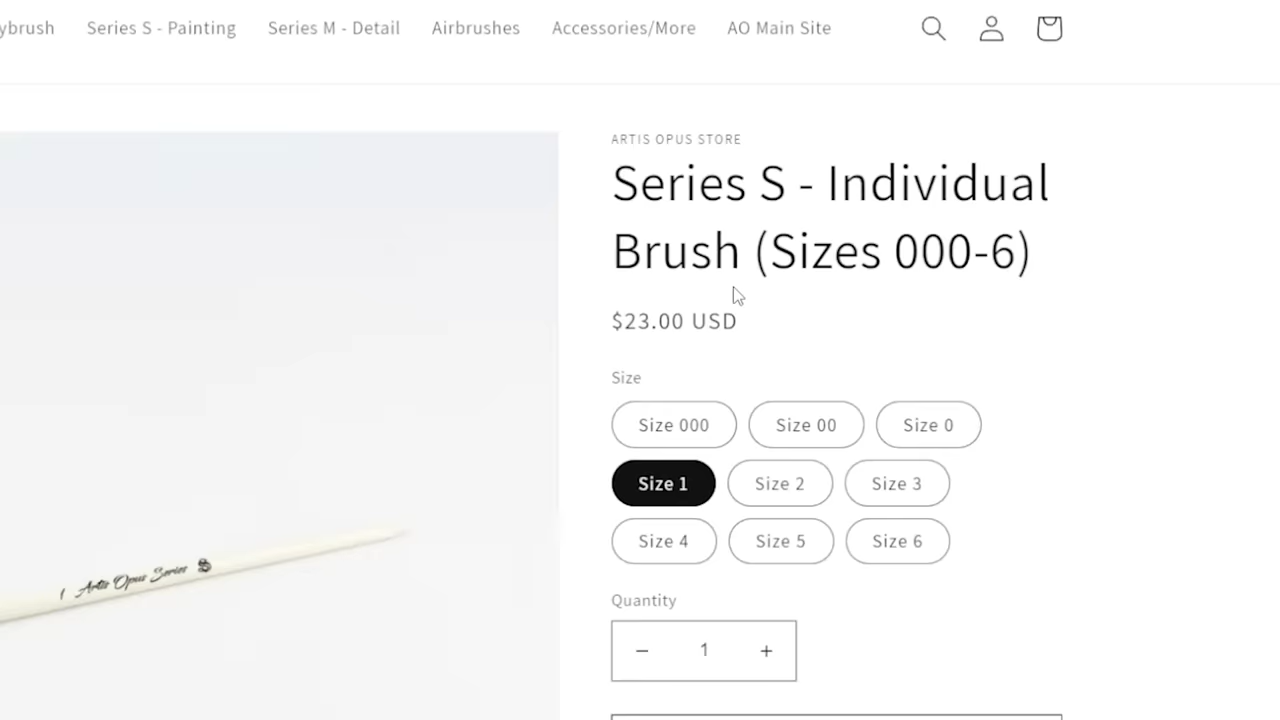 Series S - Painting
Series M - Detail
Airbrushes
Accessories/More
AO Main Site
ARTIS OPUS STORE
Series S - Individual
Brush (Sizes 000-6)
$23.00 USD
Size
Size 000
Size 00
Size 0
Size 1
Size 2
Size 3
Size 4
Size 5
Size 6
Quantity
− 1 +
1 Artis Opus Series S